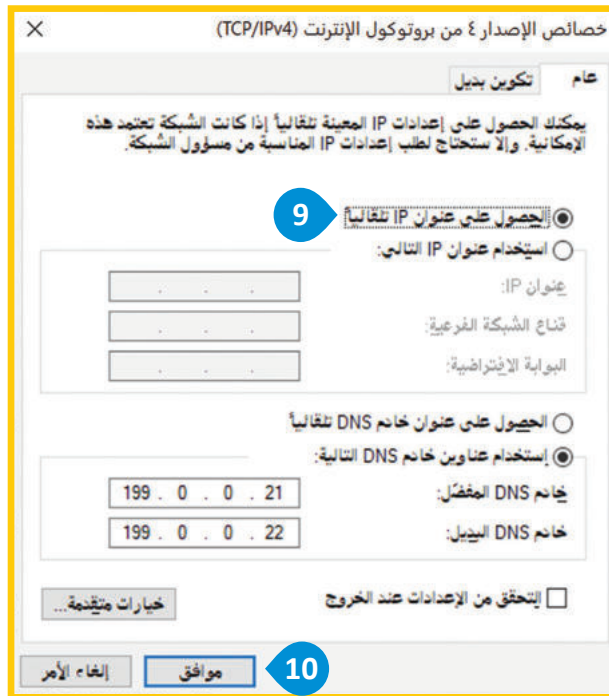 خصائص الإصدار ٤ من بروتوكول الإنترنت (TCP/IPv4)
عام
تكوين بديل
يمكنك الحصول على إعدادات IP المعينة تلقائياً إذا كانت الشبكة تعتمد هذه
الإمكانية. وإلا ستحتاج لطلب إعدادات IP المناسبة من مسؤول الشبكة.
الحصول على عنوان IP تلقائياً
9
استخدام عنوان IP التالي:
عنوان IP:
قناع الشبكة الفرعية:
البوابة الافتراضية:
الحصول على عنوان خادم DNS تلقائياً
إستخدام عناوين خادم DNS التالية:
خادم DNS المفضّل: 199 . 0 . 0 . 21
خادم DNS البديل: 199 . 0 . 0 . 22
التحقق من الإعدادات عند الخروج
خيارات متقدمة...
10
موافق
إلغاء الأمر